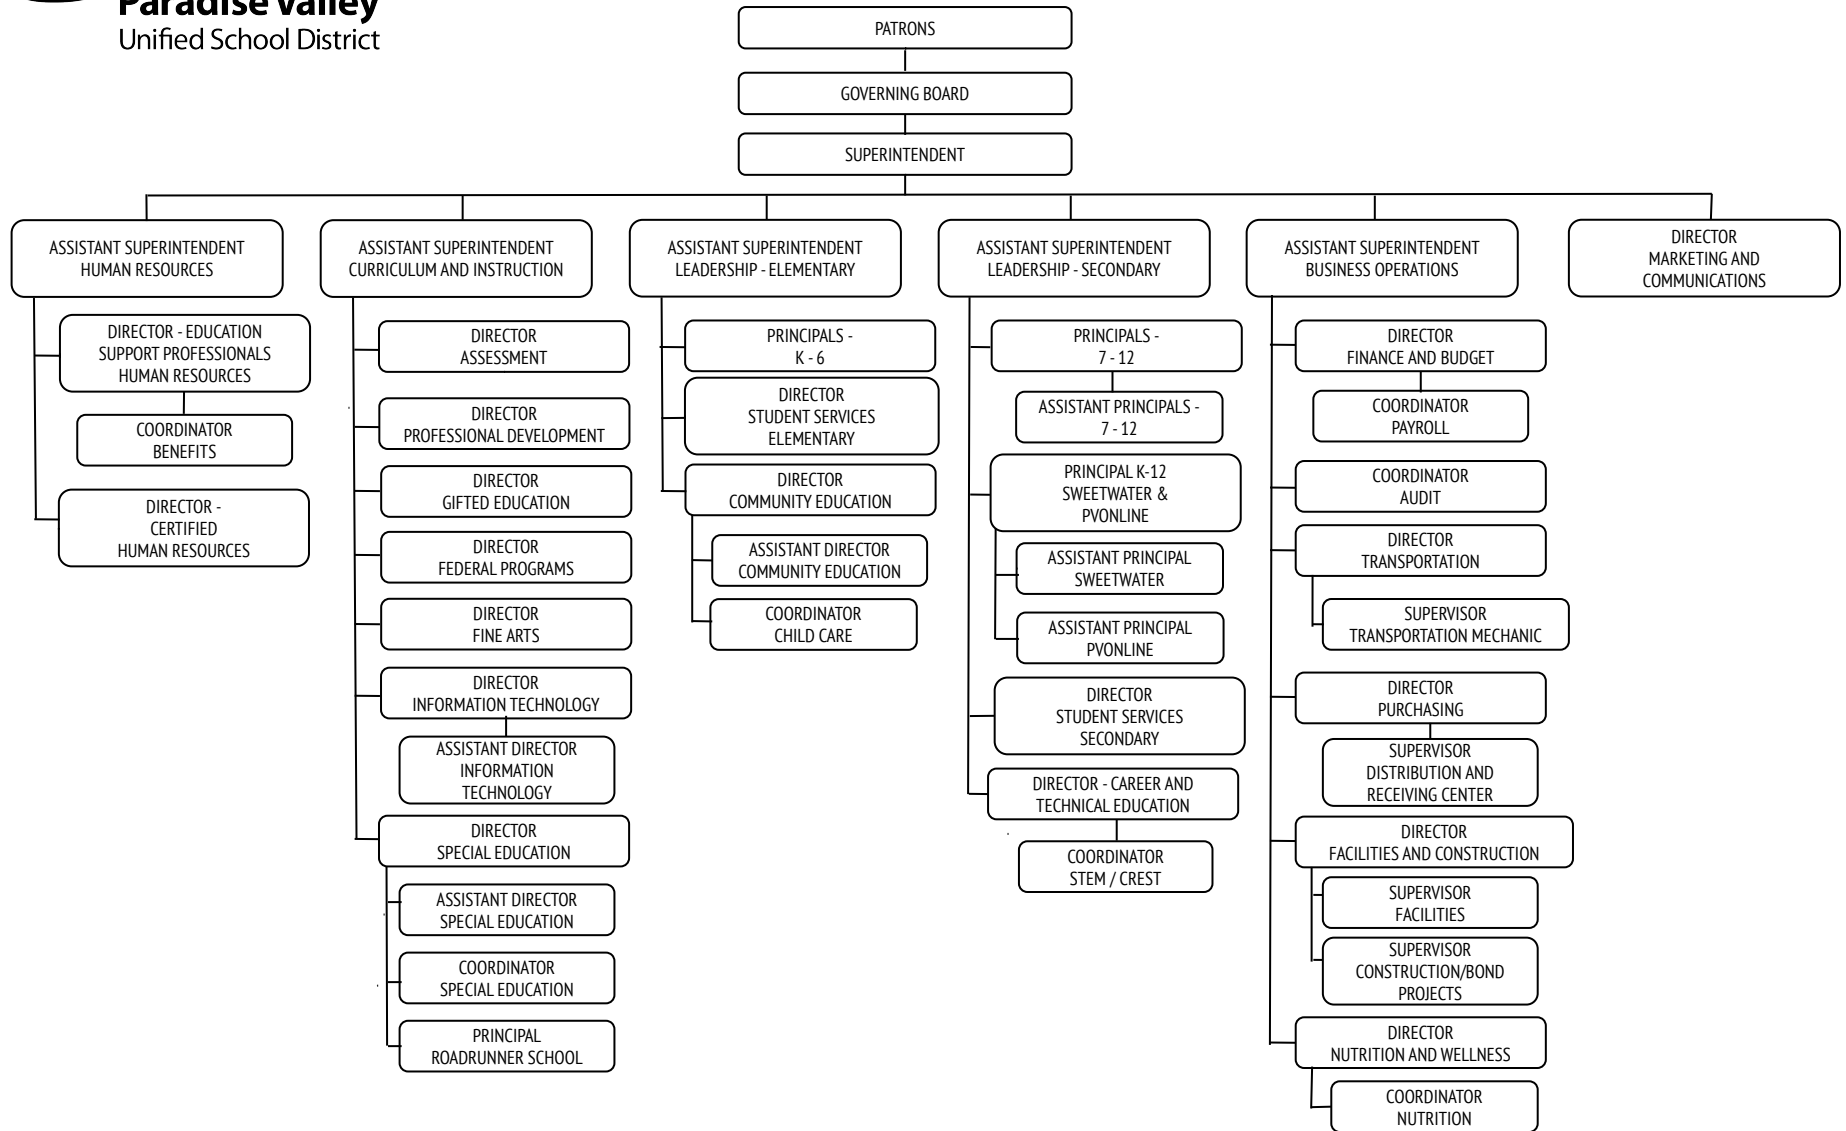 Paradise Valley
Unified School District
PATRONS
GOVERNING BOARD
SUPERINTENDENT
ASSISTANT SUPERINTENDENT
HUMAN RESOURCES
DIRECTOR - EDUCATION
SUPPORT PROFESSIONALS
HUMAN RESOURCES
COORDINATOR
BENEFITS
DIRECTOR -
CERTIFIED
HUMAN RESOURCES
ASSISTANT SUPERINTENDENT
CURRICULUM AND INSTRUCTION
DIRECTOR
ASSESSMENT
DIRECTOR
PROFESSIONAL DEVELOPMENT
DIRECTOR
GIFTED EDUCATION
DIRECTOR
FEDERAL PROGRAMS
DIRECTOR
FINE ARTS
DIRECTOR
INFORMATION TECHNOLOGY
ASSISTANT DIRECTOR
INFORMATION
TECHNOLOGY
DIRECTOR
SPECIAL EDUCATION
ASSISTANT DIRECTOR
SPECIAL EDUCATION
COORDINATOR
SPECIAL EDUCATION
PRINCIPAL
ROADRUNNER SCHOOL
ASSISTANT SUPERINTENDENT
LEADERSHIP - ELEMENTARY
PRINCIPALS -
K - 6
DIRECTOR
STUDENT SERVICES
ELEMENTARY
DIRECTOR
COMMUNITY EDUCATION
ASSISTANT DIRECTOR
COMMUNITY EDUCATION
COORDINATOR
CHILD CARE
ASSISTANT SUPERINTENDENT
LEADERSHIP - SECONDARY
PRINCIPALS -
7 - 12
ASSISTANT PRINCIPALS -
7 - 12
PRINCIPAL K-12
SWEETWATER &
PVONLINE
ASSISTANT PRINCIPAL
SWEETWATER
ASSISTANT PRINCIPAL
PVONLINE
DIRECTOR
STUDENT SERVICES
SECONDARY
DIRECTOR - CAREER AND
TECHNICAL EDUCATION
COORDINATOR
STEM / CREST
ASSISTANT SUPERINTENDENT
BUSINESS OPERATIONS
DIRECTOR
FINANCE AND BUDGET
COORDINATOR
PAYROLL
COORDINATOR
AUDIT
DIRECTOR
TRANSPORTATION
SUPERVISOR
TRANSPORTATION MECHANIC
DIRECTOR
PURCHASING
SUPERVISOR
DISTRIBUTION AND
RECEIVING CENTER
DIRECTOR
FACILITIES AND CONSTRUCTION
SUPERVISOR
FACILITIES
SUPERVISOR
CONSTRUCTION/BOND
PROJECTS
DIRECTOR
NUTRITION AND WELLNESS
COORDINATOR
NUTRITION
DIRECTOR
MARKETING AND
COMMUNICATIONS